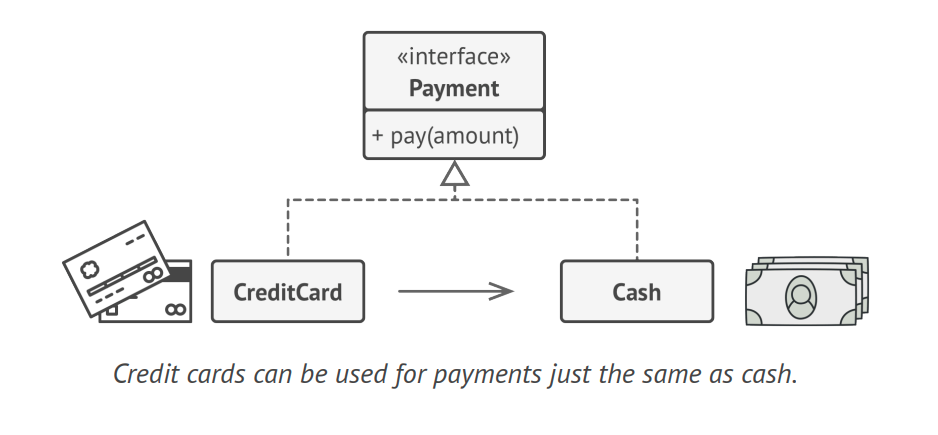 «interface»
Payment
+ pay(amount)
CreditCard
Cash
Credit cards can be used for payments just the same as cash.